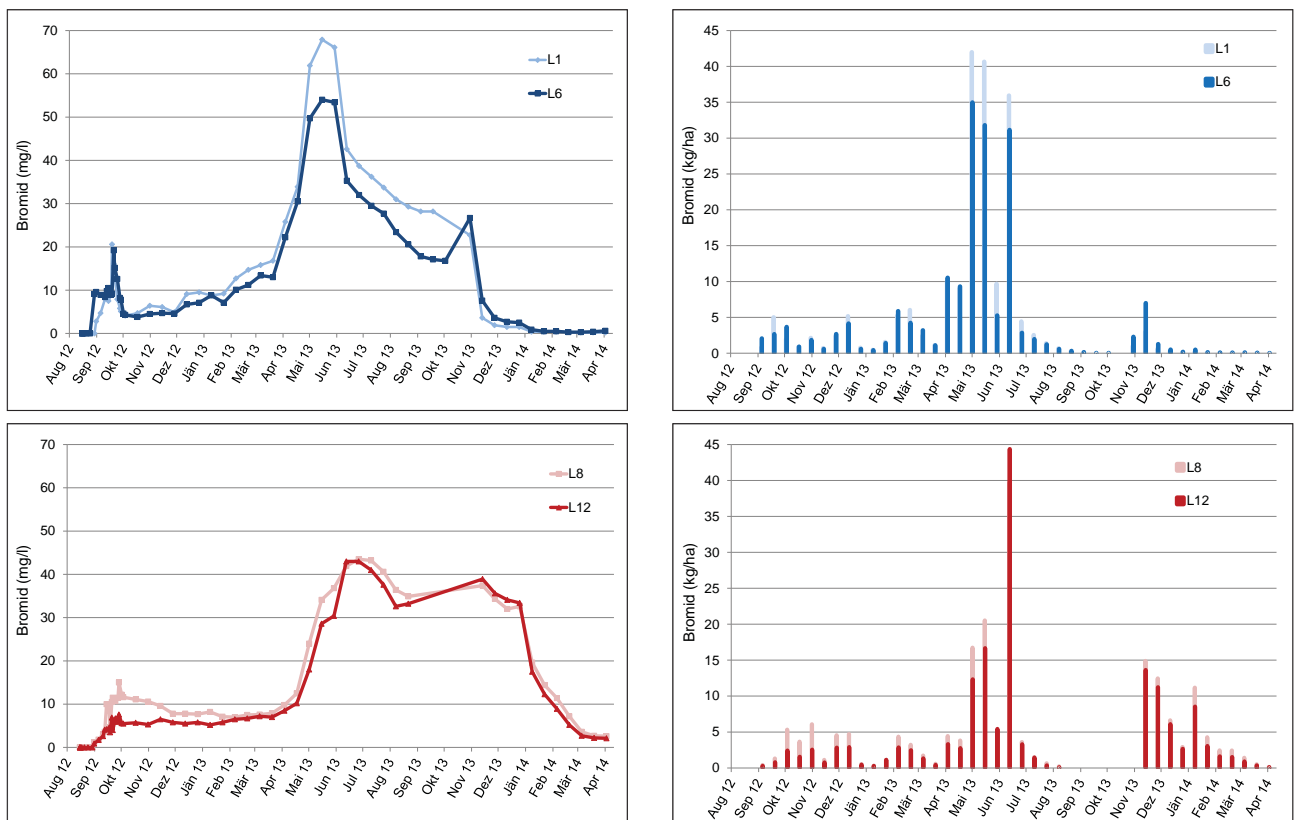 70
60
50
40
30
20
10
0
Bromid (mg/l)
L1
L6
Aug 12 Sep 12 Okt 12 Nov 12 Dez 12 Jän 13 Feb 13 Mär 13 Apr 13 Mai 13 Jun 13 Jul 13 Aug 13 Sep 13 Okt 13 Nov 13 Dez 13 Jän 14 Feb 14 Mär 14 Apr 14
45
40
35
30
25
20
15
10
5
0
Bromid (kg/ha)
L1
L6
Aug 12 Sep 12 Okt 12 Nov 12 Dez 12 Jän 13 Feb 13 Mär 13 Apr 13 Mai 13 Jun 13 Jul 13 Aug 13 Sep 13 Okt 13 Nov 13 Dez 13 Jän 14 Feb 14 Mär 14 Apr 14
70
60
50
40
30
20
10
0
Bromid (mg/l)
L8
L12
Aug 12 Sep 12 Okt 12 Nov 12 Dez 12 Jän 13 Feb 13 Mär 13 Apr 13 Mai 13 Jun 13 Jul 13 Aug 13 Sep 13 Okt 13 Nov 13 Dez 13 Jän 14 Feb 14 Mär 14 Apr 14
45
40
35
30
25
20
15
10
5
0
Bromid (kg/ha)
L8
L12
Aug 12 Sep 12 Okt 12 Nov 12 Dez 12 Jän 13 Feb 13 Mär 13 Apr 13 Mai 13 Jun 13 Jul 13 Aug 13 Sep 13 Okt 13 Nov 13 Dez 13 Jän 14 Feb 14 Mär 14 Apr 14